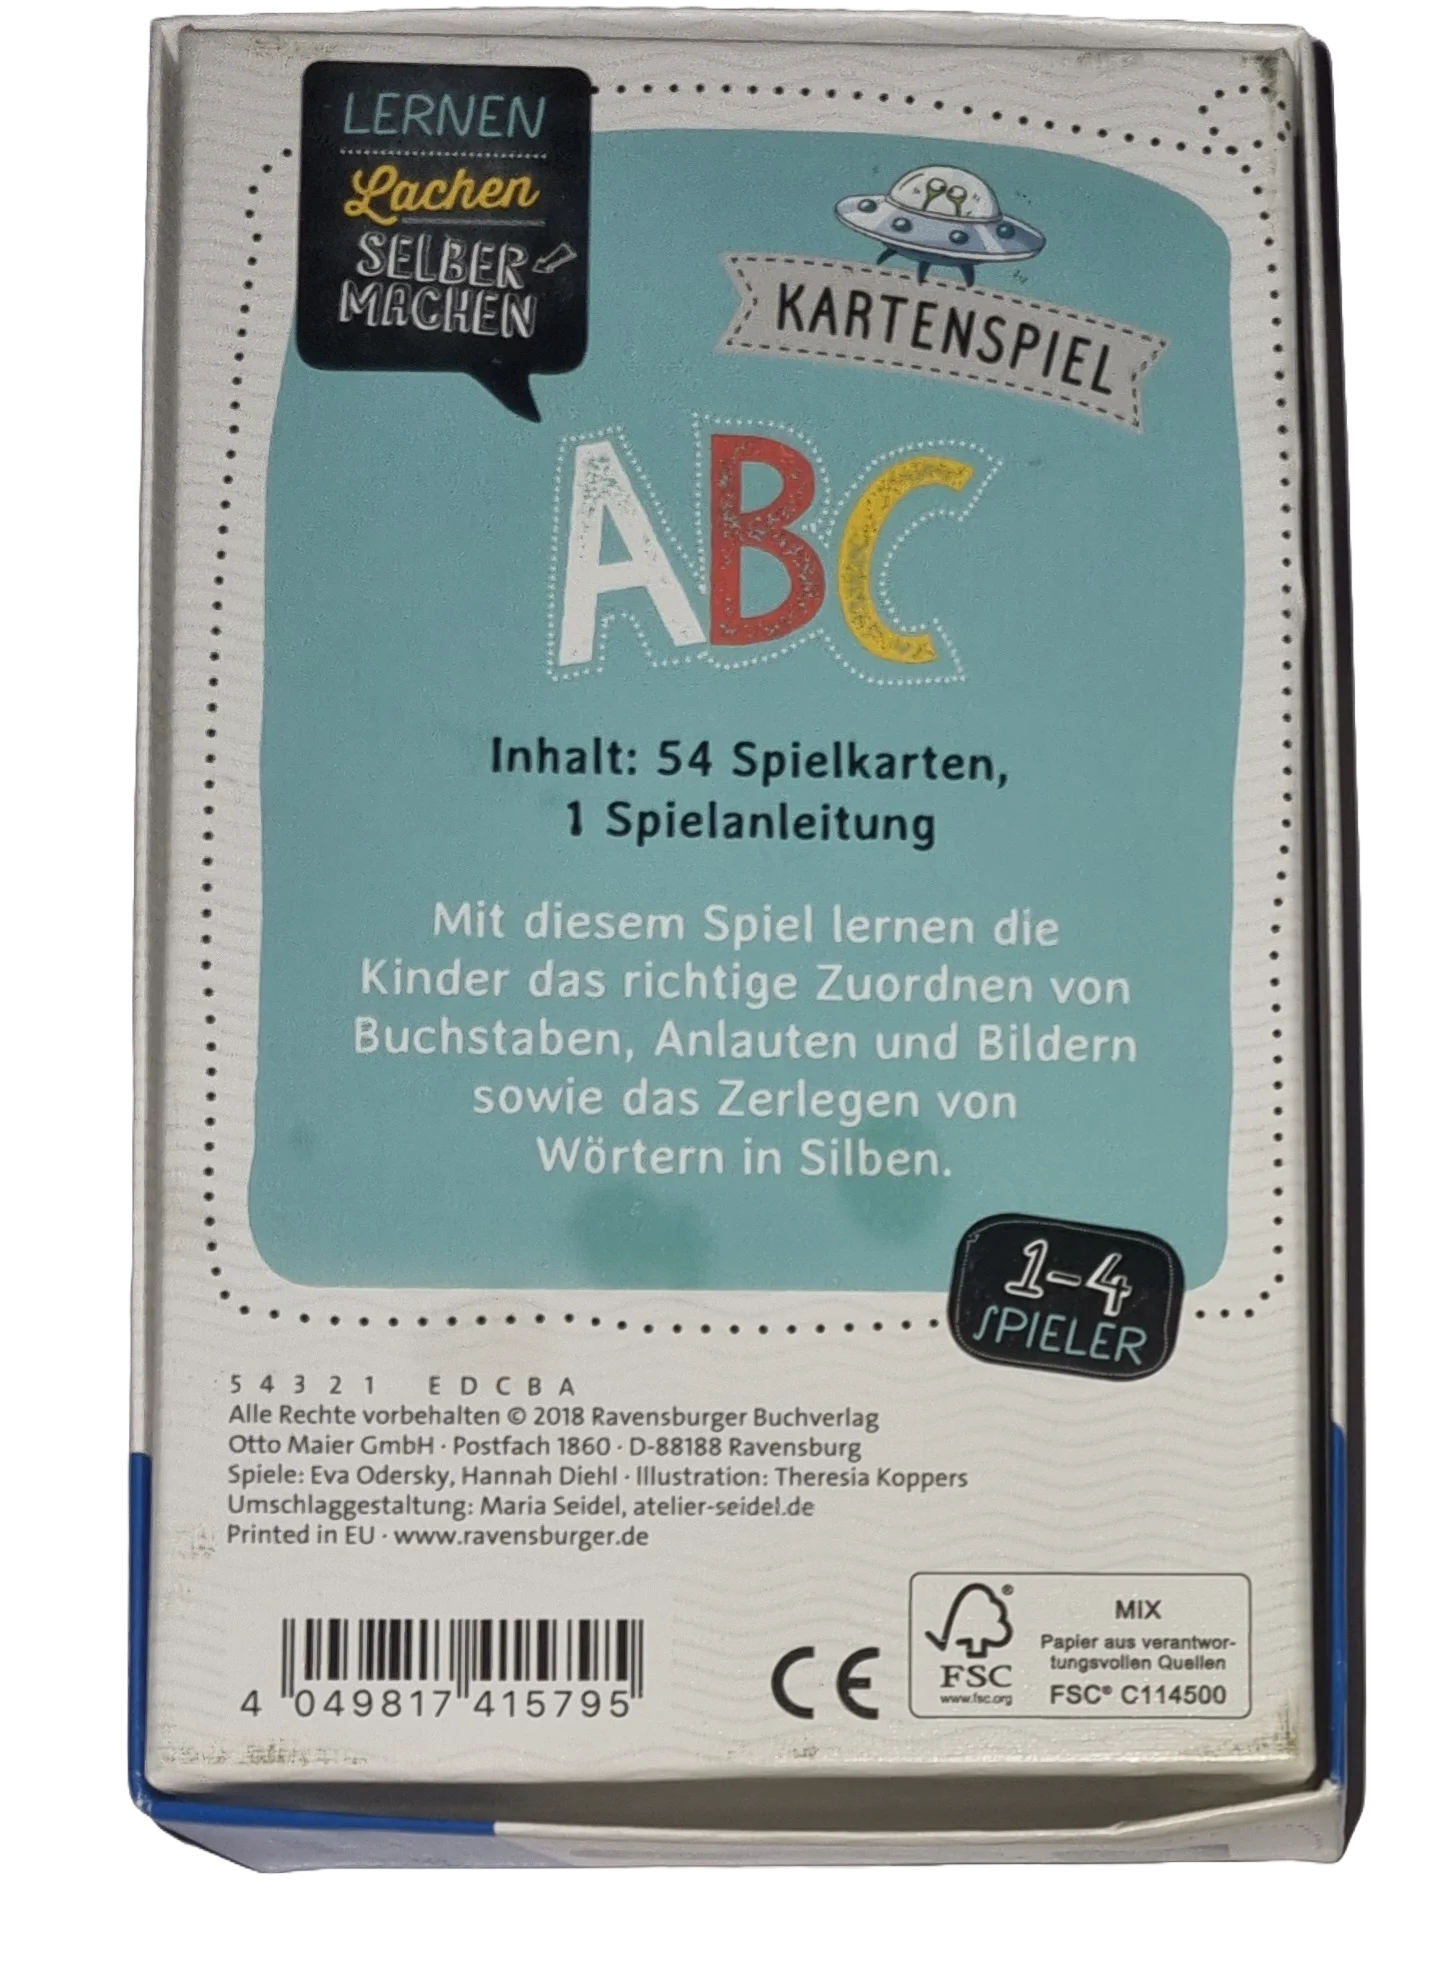 LERNEN
Lachen
SELBER
MACHEN
KARTENSPIEL
ABC
Inhalt: 54 Spielkarten,
1 Spielanleitung
Mit diesem Spiel lernen die
Kinder das richtige Zuordnen von
Buchstaben, Anlauten und Bildern
sowie das Zerlegen von
Wörtern in Silben.
1-4
SPIELER
5 4 3 2 1 E D C B A
Alle Rechte vorbehalten © 2018 Ravensburger Buchverlag
Otto Maier GmbH · Postfach 1860 · D-88188 Ravensburg
Spiele: Eva Odersky, Hannah Diehl · Illustration: Theresia Koppers
Umschlaggestaltung: Maria Seidel, atelier-seidel.de
Printed in EU · www.ravensburger.de
4 049817 415795
CE
FSC
www.fsc.org
MIX
Papier aus verantwor-
tungsvollen Quellen
FSC® C114500